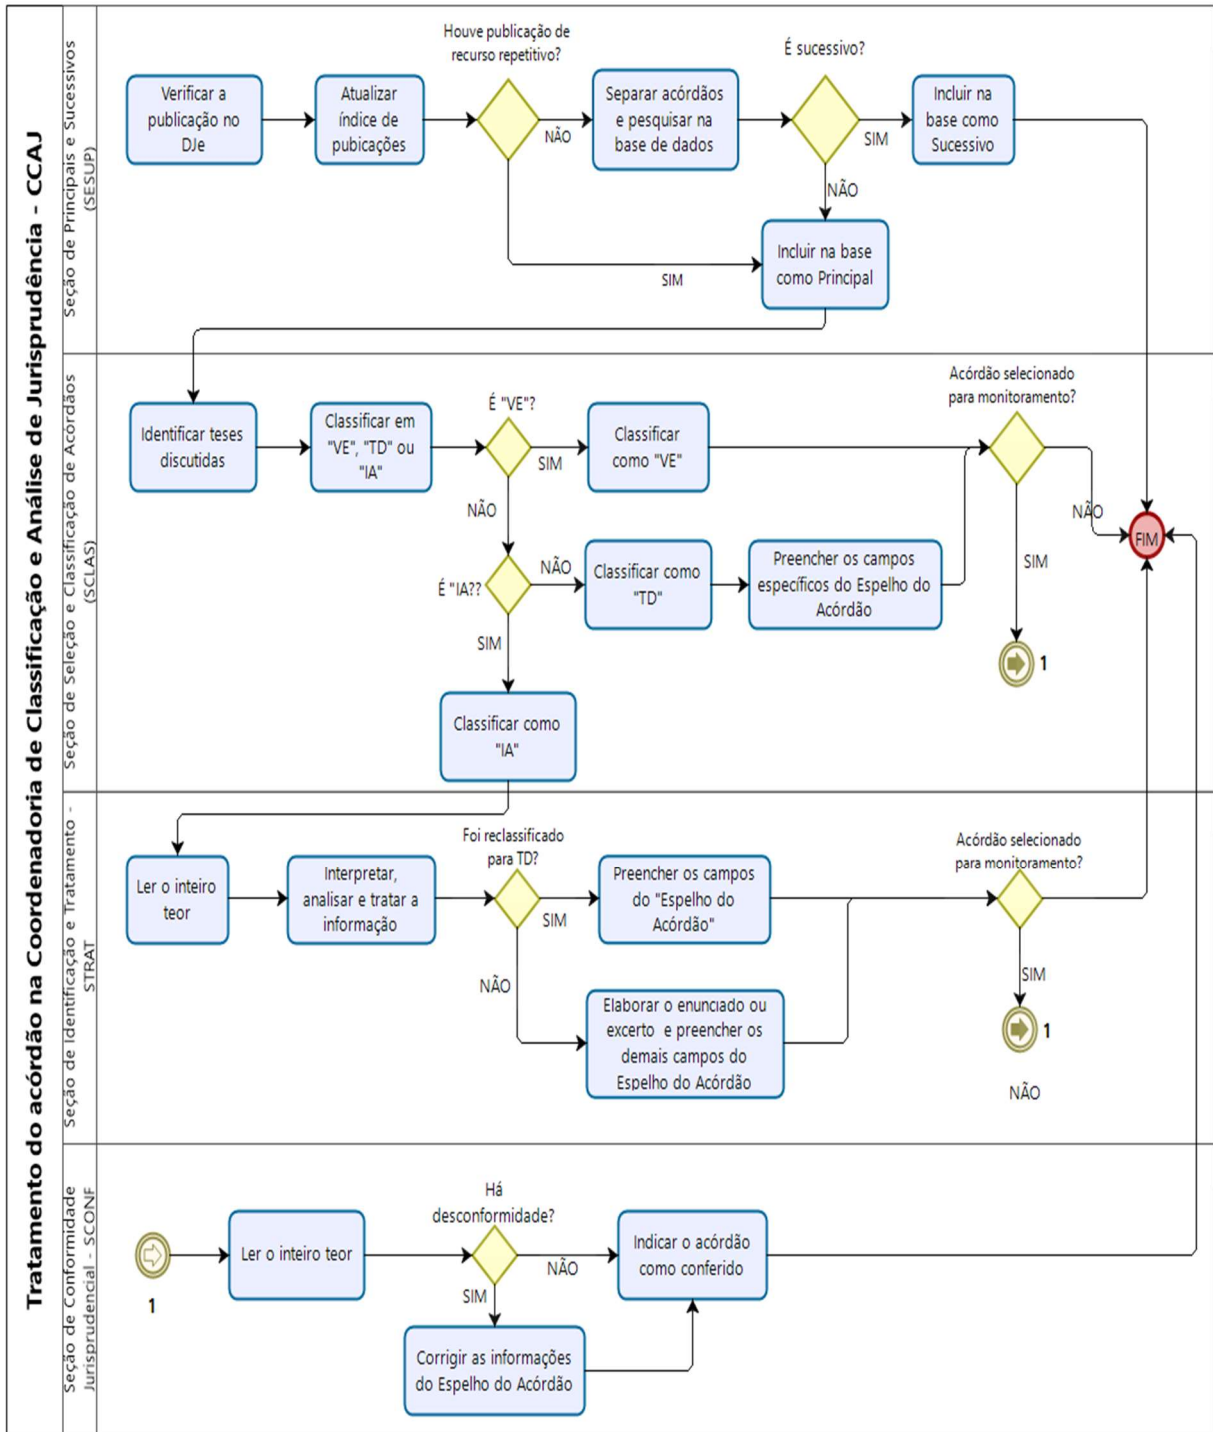 Tratamento do acórdão na Coordenadoria de Classificação e Análise de Jurisprudência - CCAJ
Seção de Principais e Sucessivos
(SESUP)
Verificar a
publicação no
DJe
Atualizar
índice de
pubicações
Houve publicação de
recurso repetitivo?
NÃO
SIM
Separar acórdãos
e pesquisar na
base de dados
É sucessivo?
SIM
NÃO
Incluir na
base como
Sucessivo
Incluir na base
como Principal
Seção de Seleção e Classificação de Acórdãos
(SCLAS)
Identificar teses
discutidas
Classificar em
"VE", "TD" ou
"IA"
É "VE"?
SIM
NÃO
Classificar
como "VE"
Acórdão selecionado
para monitoramento?
NÃO
SIM
FIM
É "IA??
NÃO
SIM
Classificar como
"TD"
Preencher os campos
específicos do Espelho do
Acórdão
1
Classificar como
"IA"
Seção de Identificação e Tratamento -
STRAT
Ler o inteiro
teor
Interpretar,
analisar e tratar a
informação
Foi reclassificado
para TD?
SIM
NÃO
Preencher os campos
do "Espelho do
Acórdão"
Elaborar o enunciado ou
excerto e preencher os
demais campos do
Espelho do Acórdão
Acórdão selecionado
para monitoramento?
SIM
1
NÃO
Seção de Conformidade
Jurisprudencial - SCONF
1
Ler o inteiro teor
Há
desconformidade?
NÃO
SIM
Indicar o acórdão
como conferido
Corrigir as informações
do Espelho do Acórdão